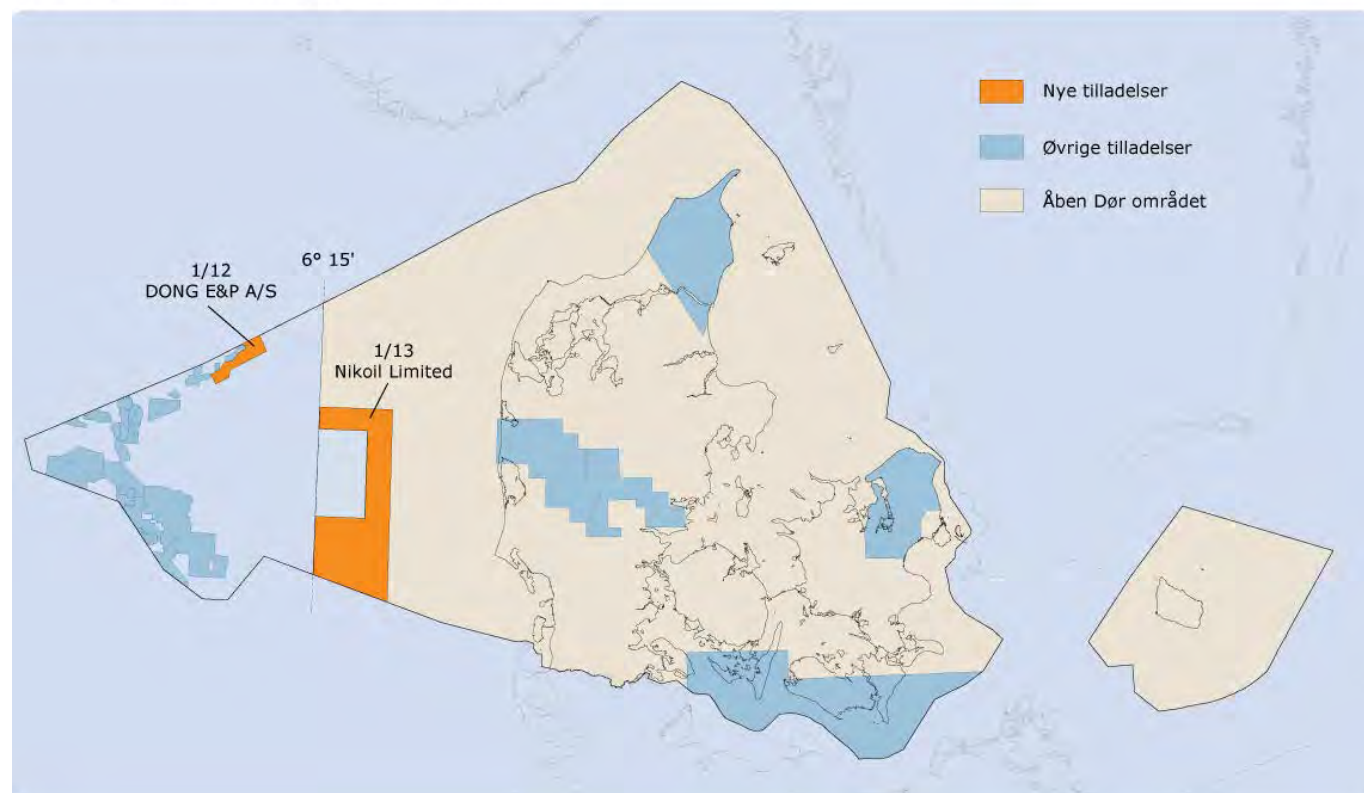 Nye tilladelser
Øvrige tilladelser
Åben Dør området
6° 15'
1/12
DONG E&P A/S
1/13
Nikoil Limited